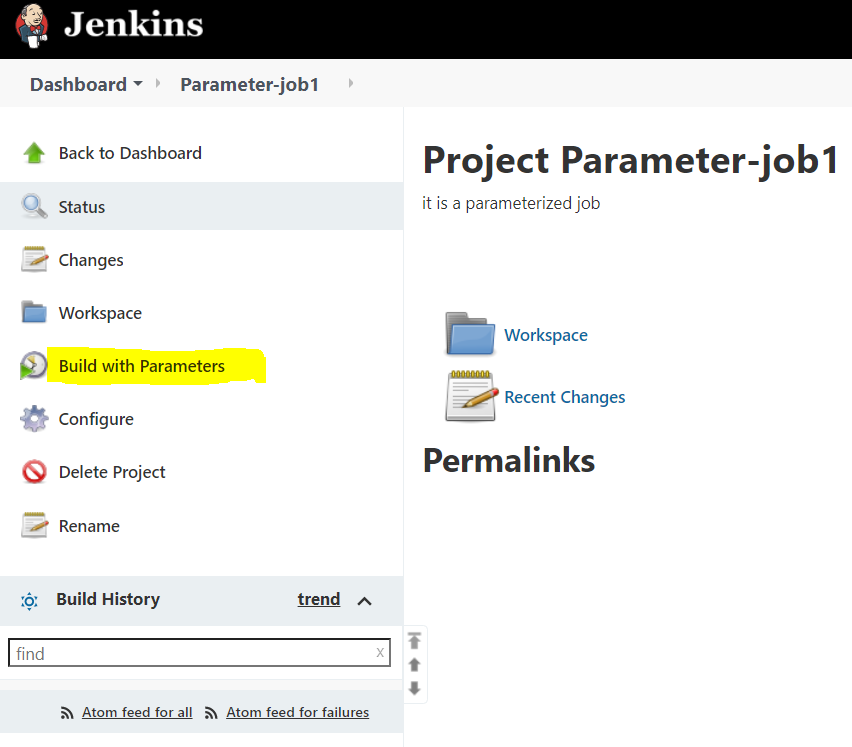 Jenkins
Dashboard
Parameter-job1
Back to Dashboard
Status
Changes
Workspace
Build with Parameters
Configure
Delete Project
Rename
Build History
trend
find
x
Atom feed for all
Atom feed for failures
Project Parameter-job1
it is a parameterized job
Workspace
Recent Changes
Permalinks